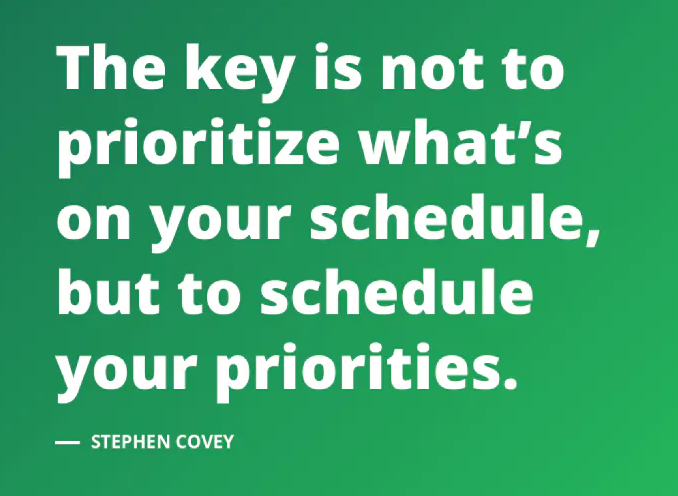 The key is not to
prioritize what’s
on your schedule,
but to schedule
your priorities.
— STEPHEN COVEY